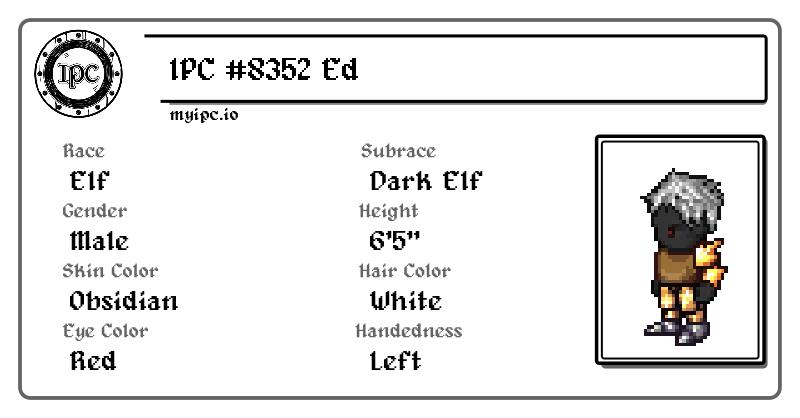 IPC
IPC #8352 Ed
myipc.io
Race
Elf
Subrace
Dark Elf
Gender
Male
Height
6'5"
Skin Color
Obsidian
Hair Color
White
Eye Color
Red
Handedness
Left